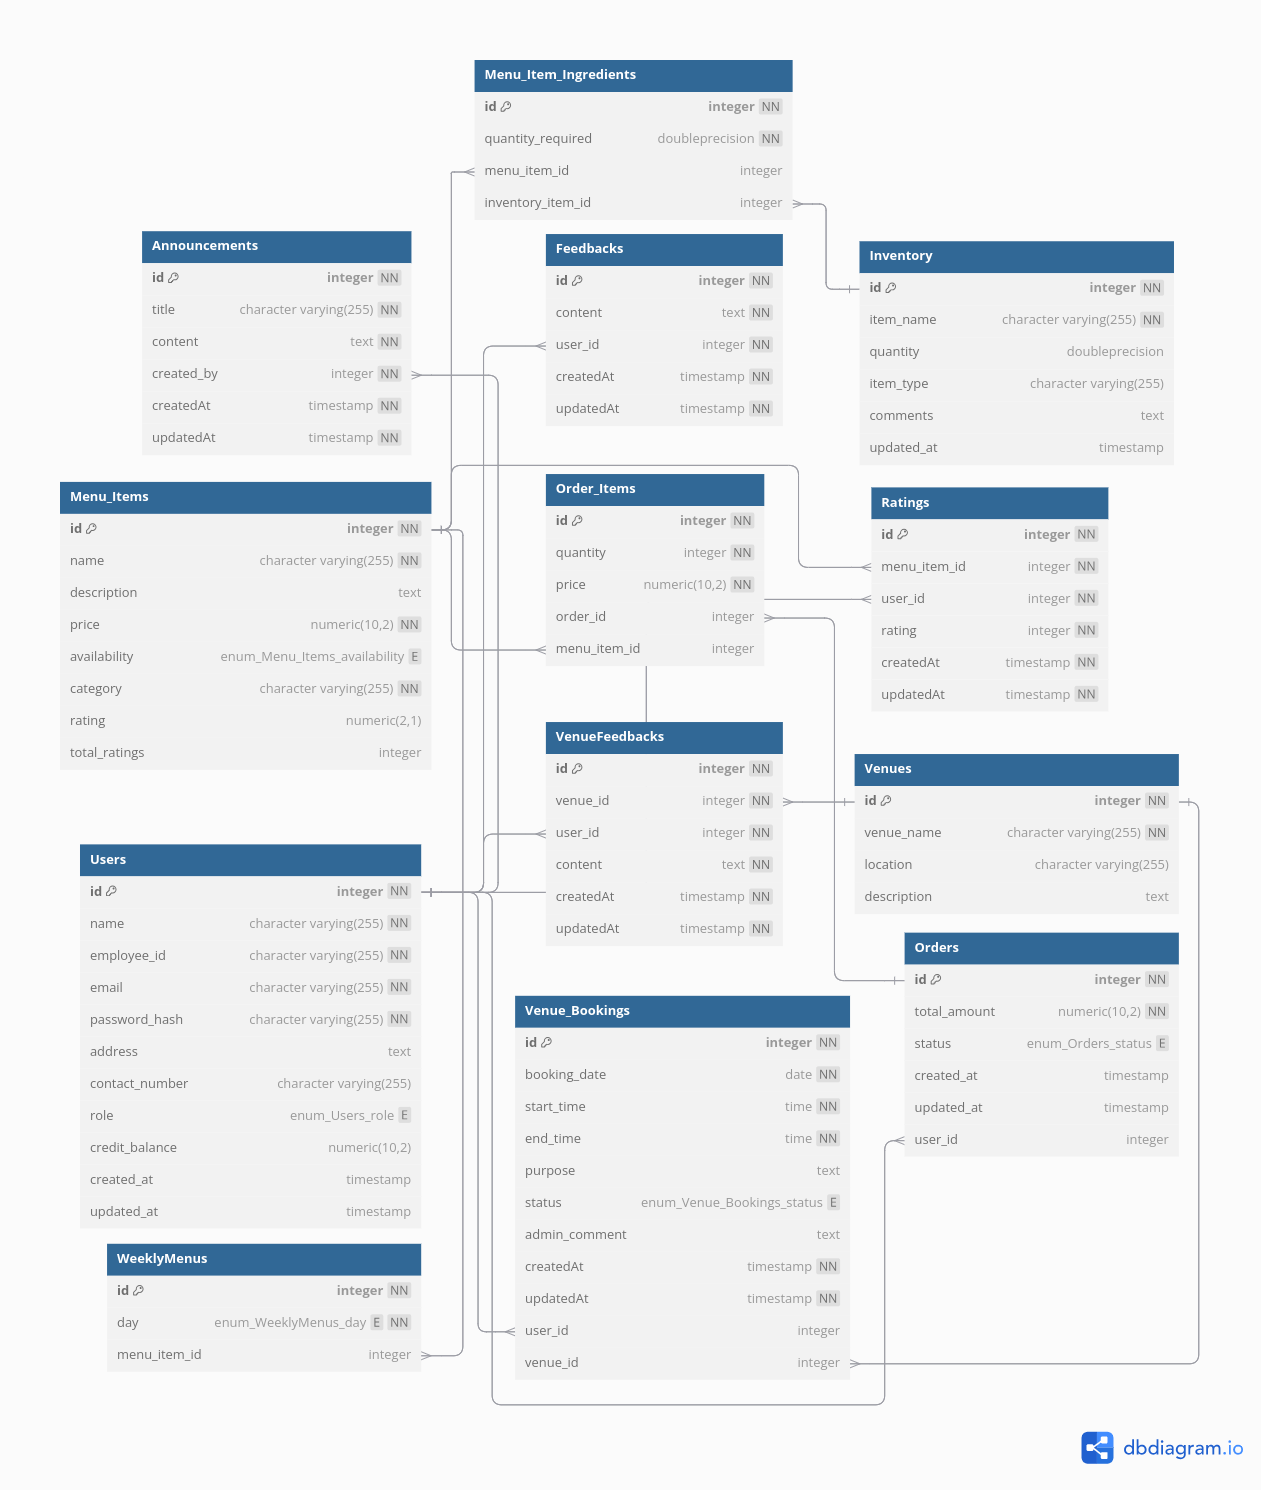 Menu_Item_Ingredients
id integer NN
quantity_required doubleprecision NN
menu_item_id integer
inventory_item_id integer
Announcements
id integer NN
title character varying(255) NN
content text NN
created_by integer NN
createdAt timestamp NN
updatedAt timestamp NN
Feedbacks
id integer NN
content text NN
user_id integer NN
createdAt timestamp NN
updatedAt timestamp NN
Inventory
id integer NN
item_name character varying(255) NN
quantity doubleprecision
item_type character varying(255)
comments text
updated_at timestamp
Menu_Items
id integer NN
name character varying(255) NN
description text
price numeric(10,2) NN
availability enum_Menu_Items_availability E
category character varying(255) NN
rating numeric(2,1)
total_ratings integer
Order_Items
id integer NN
quantity integer NN
price numeric(10,2) NN
order_id integer
menu_item_id integer
Ratings
id integer NN
menu_item_id integer NN
user_id integer NN
rating integer NN
createdAt timestamp NN
updatedAt timestamp NN
VenueFeedbacks
id integer NN
venue_id integer NN
user_id integer NN
content text NN
createdAt timestamp NN
updatedAt timestamp NN
Venues
id integer NN
venue_name character varying(255) NN
location character varying(255)
description text
Users
id integer NN
name character varying(255) NN
employee_id character varying(255) NN
email character varying(255) NN
password_hash character varying(255) NN
address text
contact_number character varying(255)
role enum_Users_role E
credit_balance numeric(10,2)
created_at timestamp
updated_at timestamp
Orders
id integer NN
total_amount numeric(10,2) NN
status enum_Orders_status E
created_at timestamp
updated_at timestamp
user_id integer
Venue_Bookings
id integer NN
booking_date date NN
start_time time NN
end_time time NN
purpose text
status enum_Venue_Bookings_status E
admin_comment text
createdAt timestamp NN
updatedAt timestamp NN
user_id integer
venue_id integer
WeeklyMenus
id integer NN
day enum_WeeklyMenus_day E NN
menu_item_id integer
dbdiagram.io